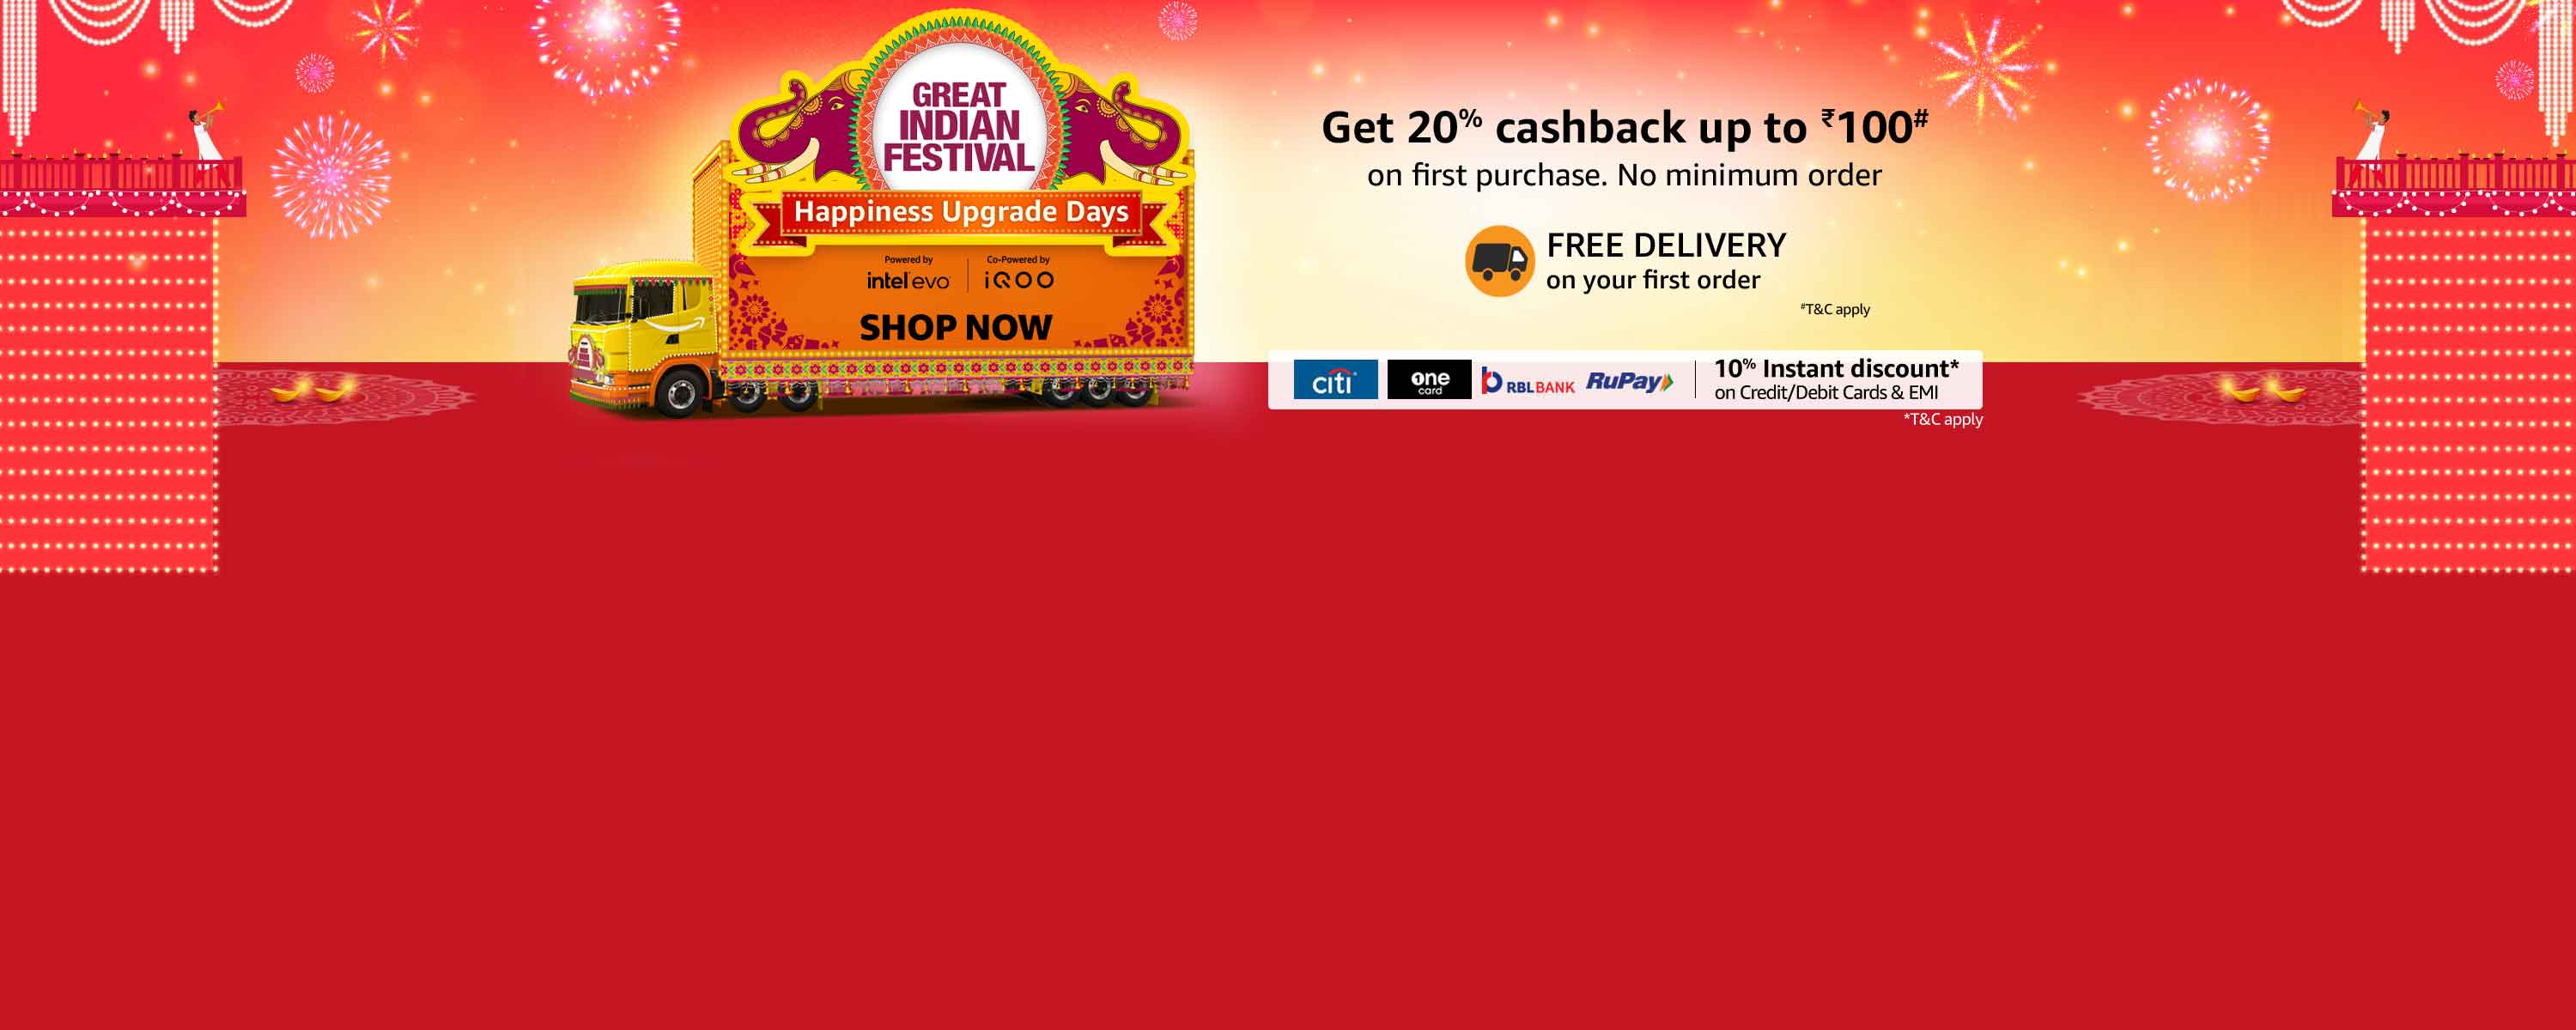 GREAT
INDIAN
FESTIVAL
Happiness Upgrade Days
Powered by
intel evo
Co-Powered by
iQOO
SHOP NOW
Get 20% cashback up to ₹100#
on first purchase. No minimum order
FREE DELIVERY
on your first order
#T&C apply
citi
one
card
RBLBANK
RuPay
10% Instant discount*
on Credit/Debit Cards & EMI
*T&C apply